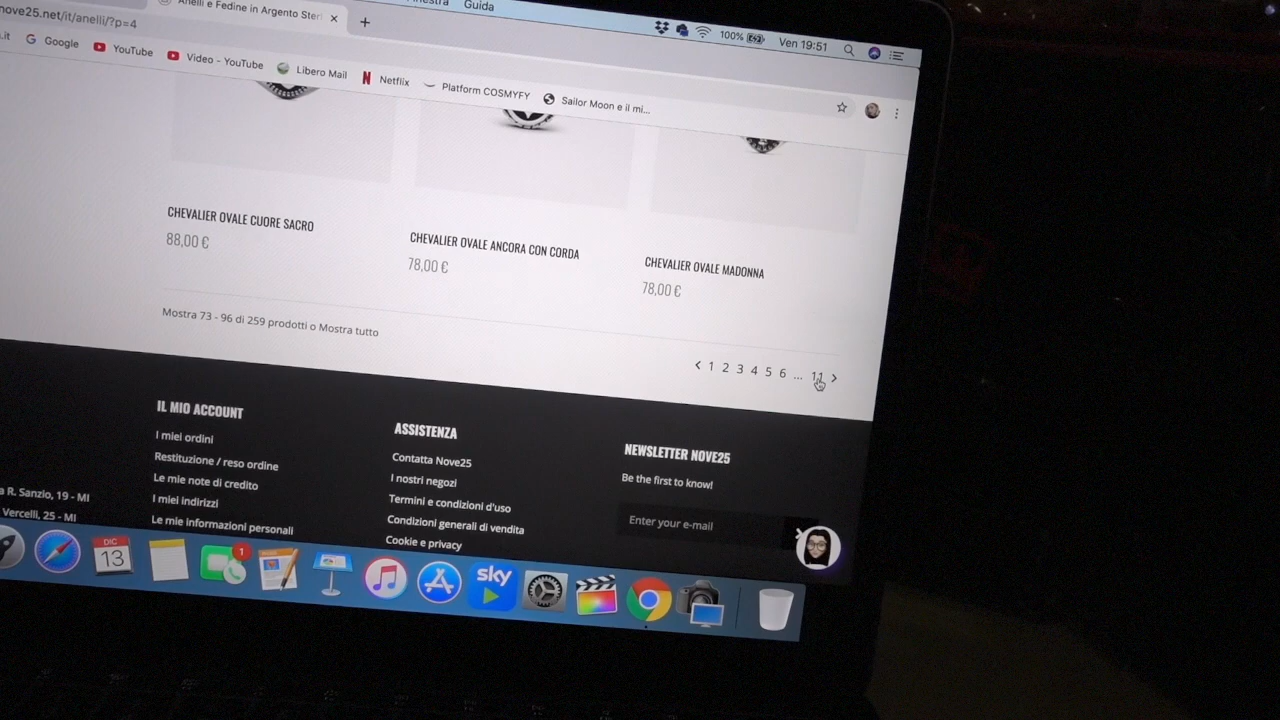 nestra Guida
100% Ven 19:51
Anelli e Fedine in Argento Sterl
nove25.net/it/anelli/?p=4
.it Google YouTube Video - YouTube Libero Mail Netflix Platform COSMYFY Sailor Moon e il mi...
CHEVALIER OVALE CUORE SACRO
88,00 €
CHEVALIER OVALE ANCORA CON CORDA
78,00 €
CHEVALIER OVALE MADONNA
78,00 €
Mostra 73 - 96 di 259 prodotti o Mostra tutto
< 1 2 3 4 5 6 ... 11 >
IL MIO ACCOUNT
I miei ordini
Restituzione / reso ordine
Le mie note di credito
I miei indirizzi
Le mie informazioni personali
ASSISTENZA
Contatta Nove25
I nostri negozi
Termini e condizioni d'uso
Condizioni generali di vendita
Cookie e privacy
NEWSLETTER NOVE25
Be the first to know!
Enter your e-mail
a R. Sanzio, 19 - MI
Vercelli, 25 - MI
DIC
13
1
sky